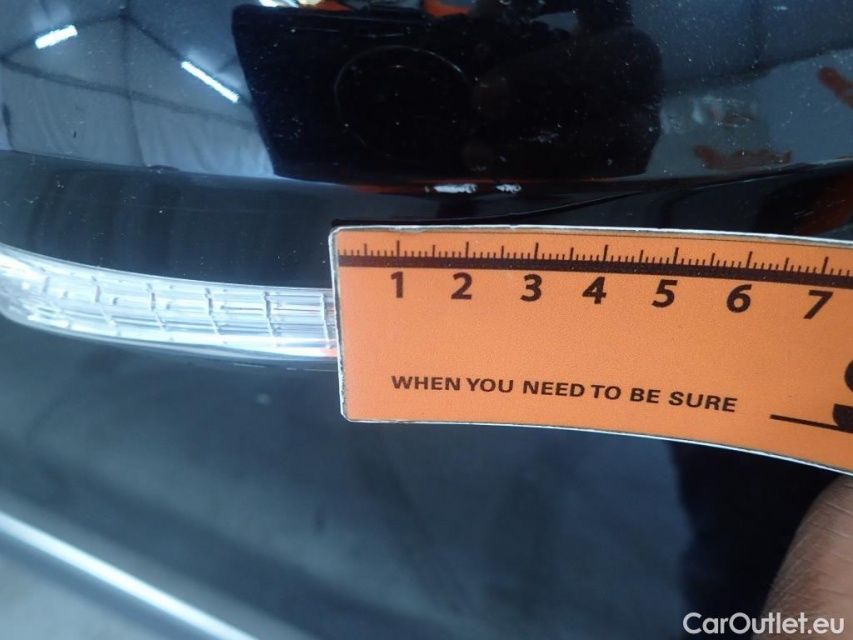 1 2 3 4 5 6 7
WHEN YOU NEED TO BE SURE
CarOutlet.eu